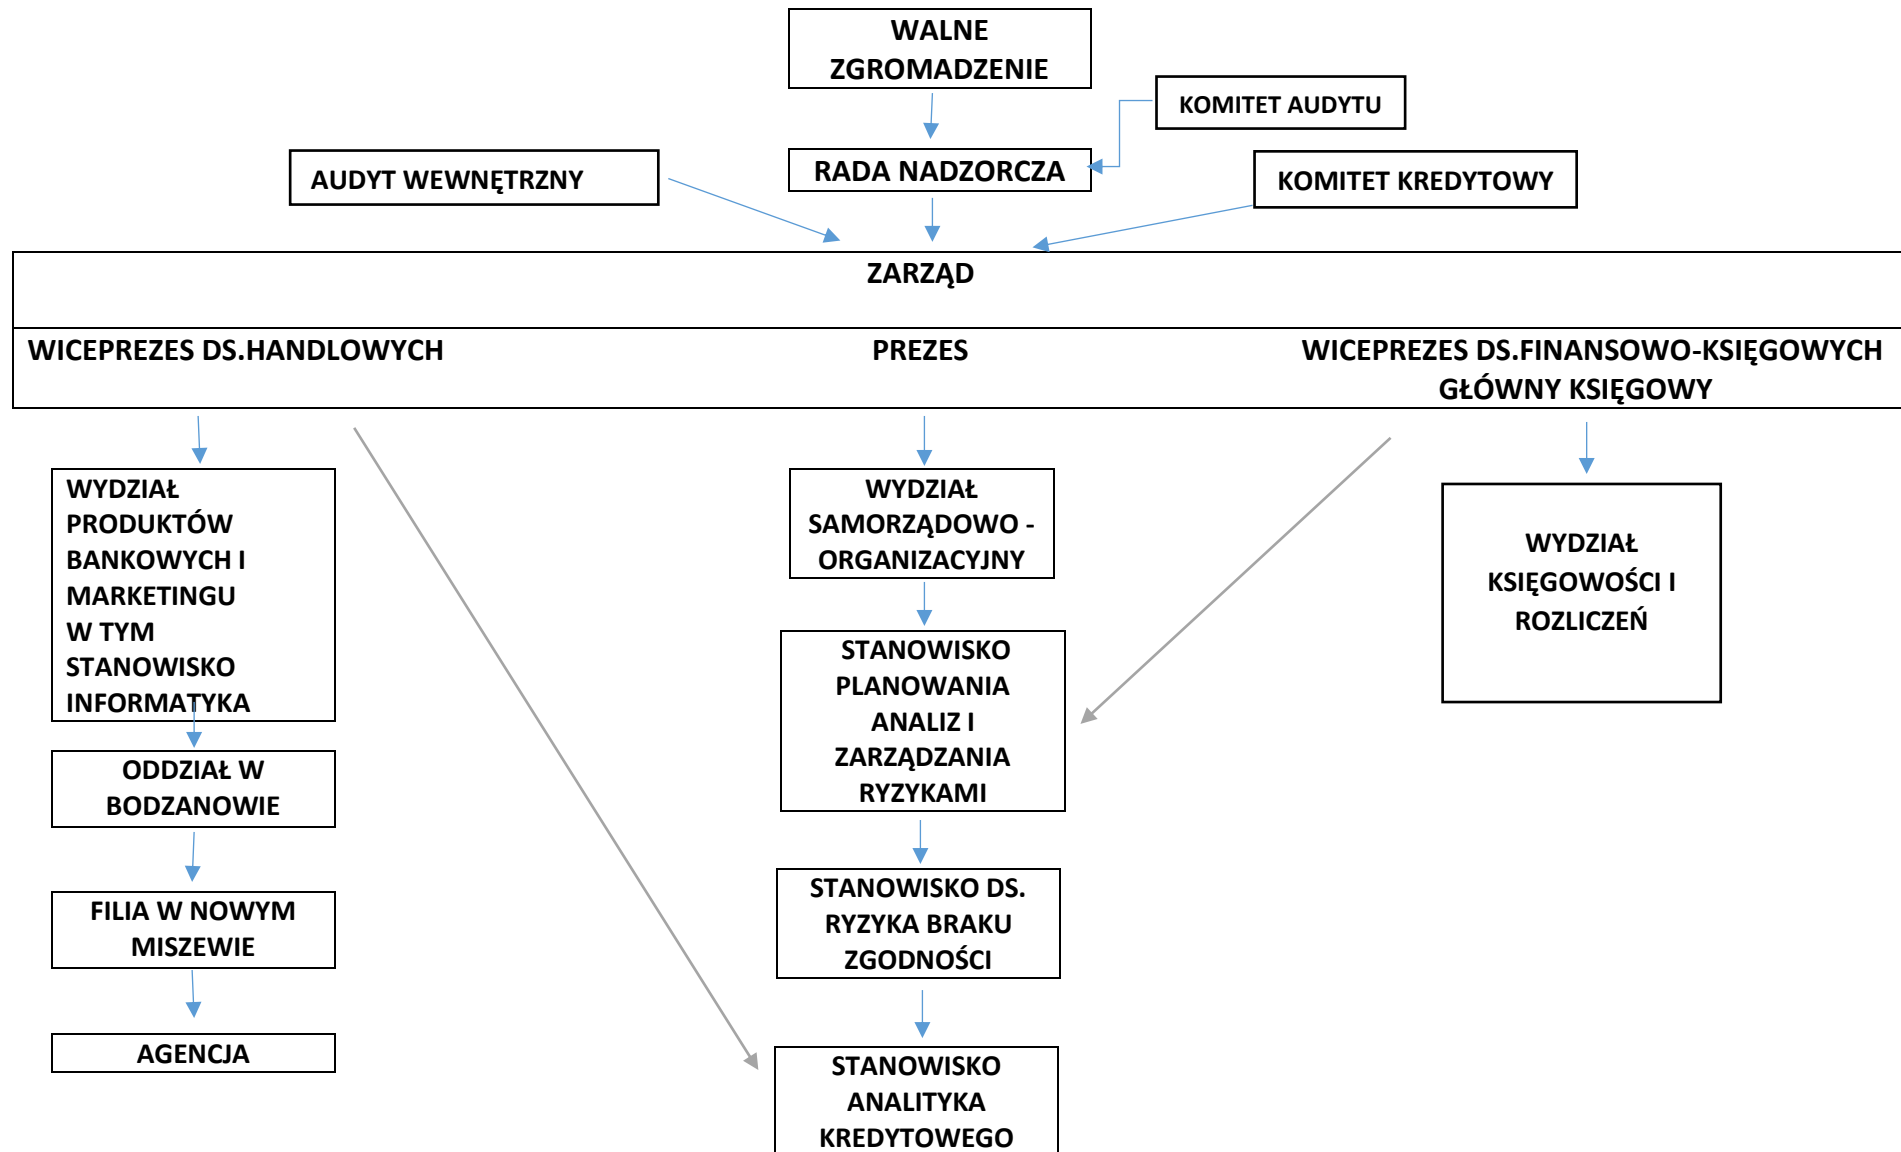 WALNE
ZGROMADZENIE
KOMITET AUDYTU
AUDYT WEWNĘTRZNY
RADA NADZORCZA
KOMITET KREDYTOWY
ZARZĄD
WICEPREZES DS.HANDLOWYCH
PREZES
WICEPREZES DS.FINANSOWO-KSIĘGOWYCH
GŁÓWNY KSIĘGOWY
WYDZIAŁ
PRODUKTÓW
BANKOWYCH I
MARKETINGU
W TYM
STANOWISKO
INFORMATYKA
ODDZIAŁ W
BODZANOWIE
FILIA W NOWYM
MISZEWIE
AGENCJA
WYDZIAŁ
SAMORZĄDOWO -
ORGANIZACYJNY
STANOWISKO
PLANOWANIA
ANALIZ I
ZARZĄDZANIA
RYZYKAMI
STANOWISKO DS.
RYZYKA BRAKU
ZGODNOŚCI
STANOWISKO
ANALITYKA
KREDYTOWEGO
WYDZIAŁ
KSIĘGOWOŚCI I
ROZLICZEŃ